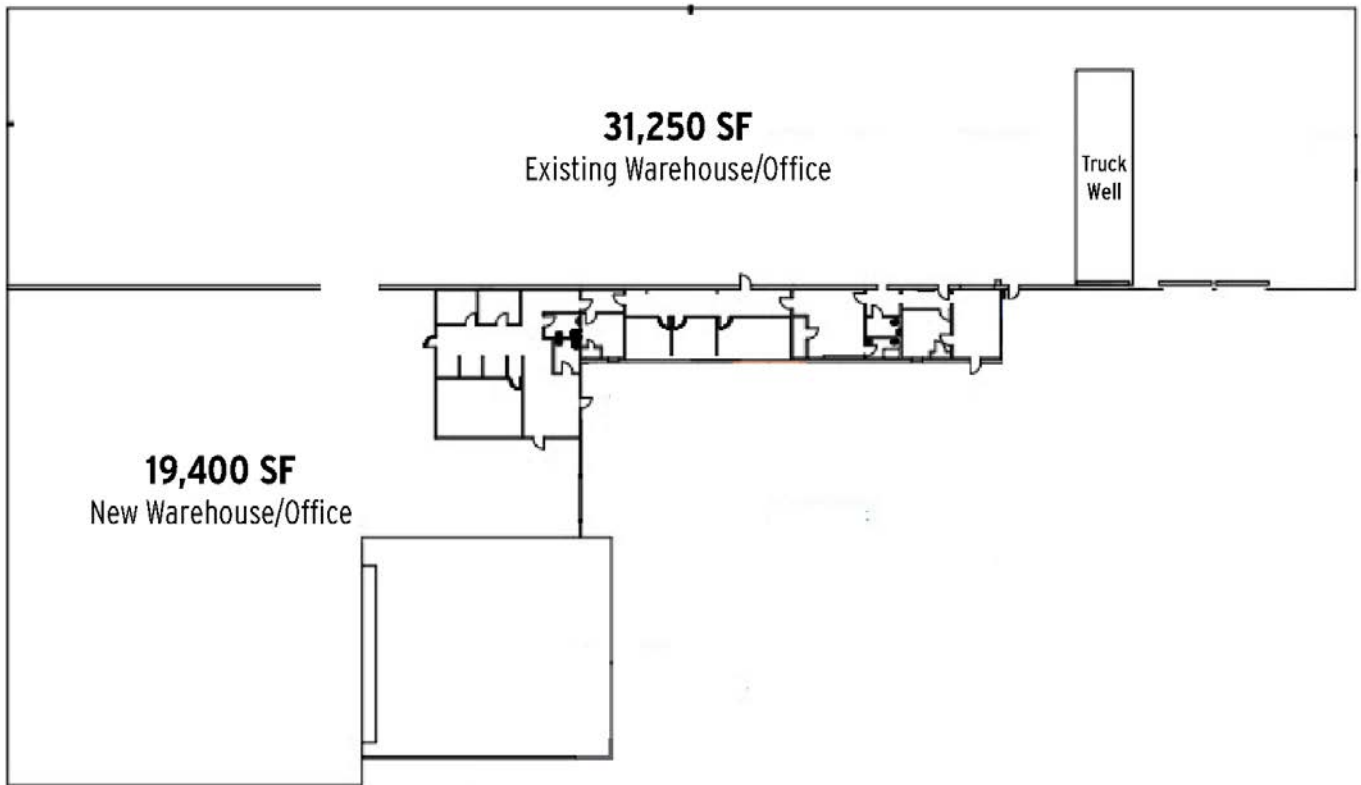 31,250 SF
Existing Warehouse/Office
Truck
Well
19,400 SF
New Warehouse/Office